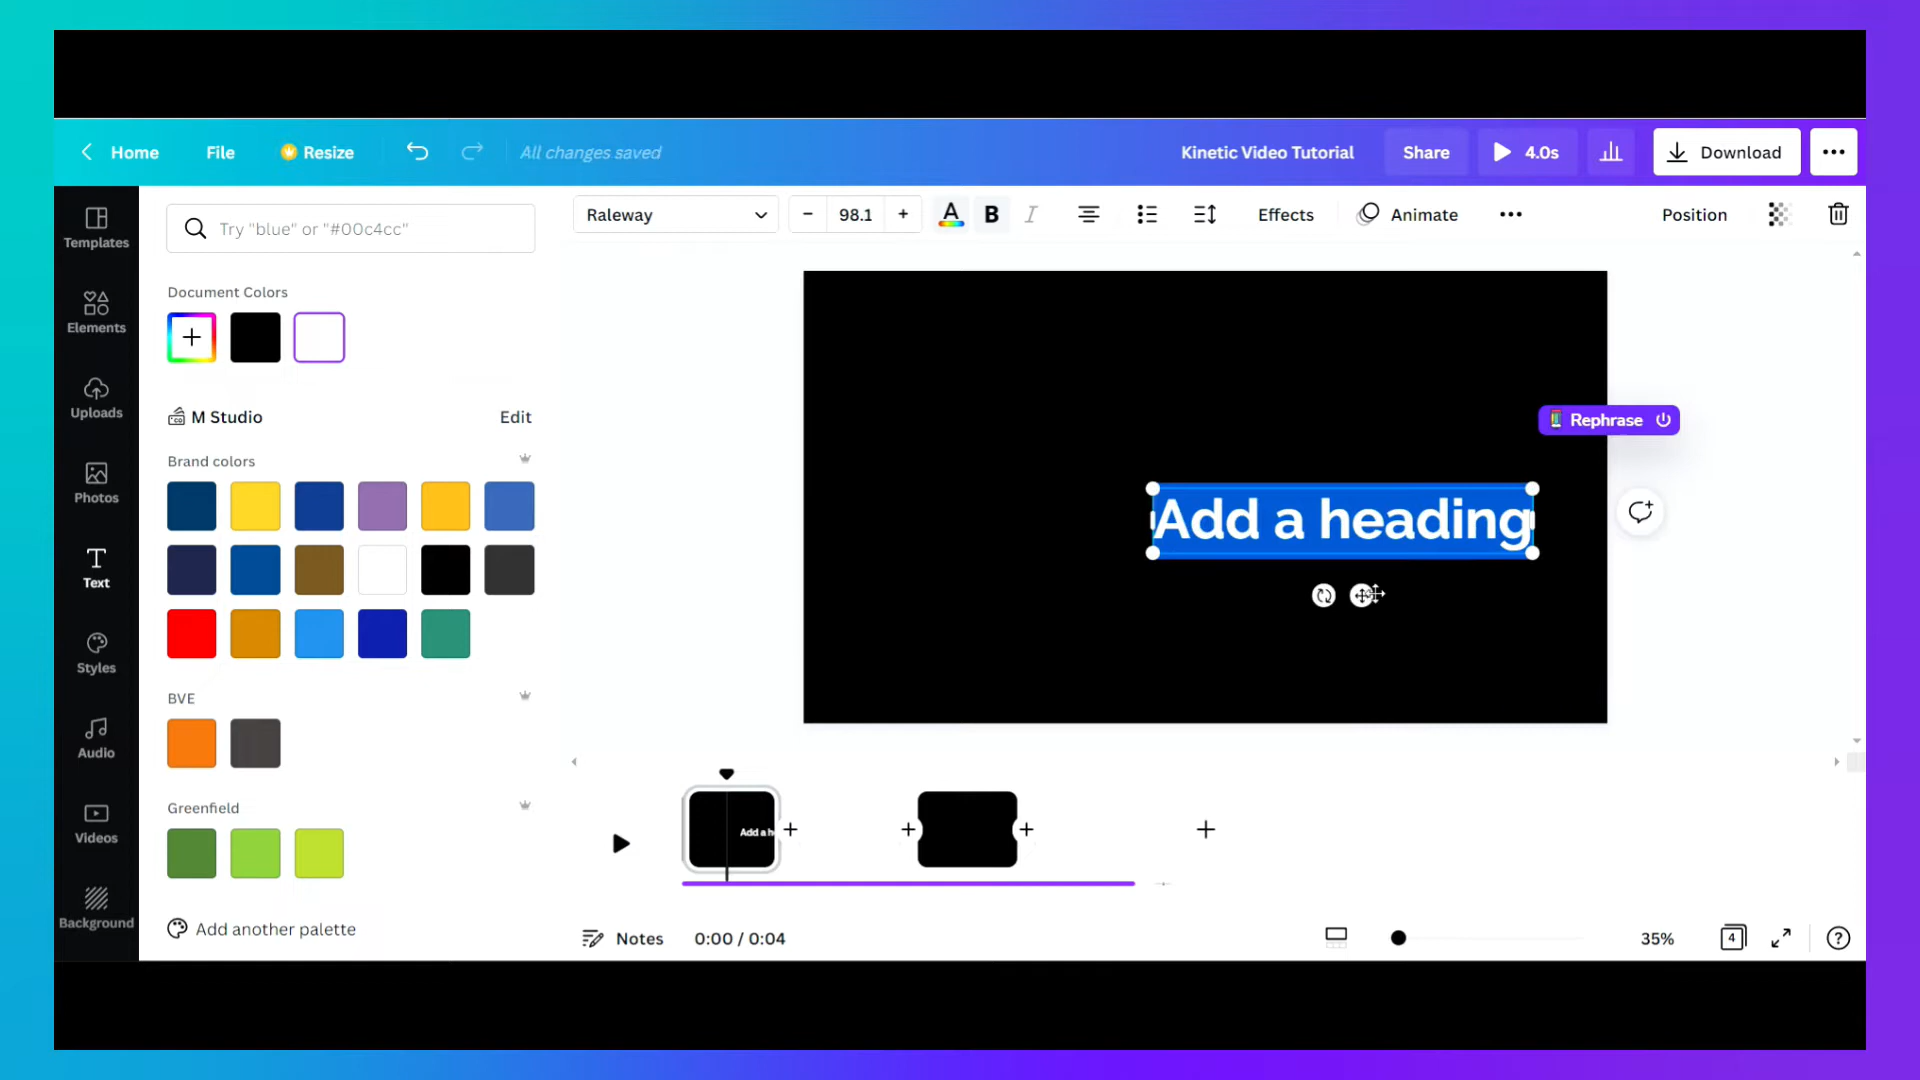 Home File Resize All changes saved Kinetic Video Tutorial Share 4.0s Download
Templates
Elements
Uploads
Photos
Text
Styles
Audio
Videos
Background
Try "blue" or "#00c4cc"
Document Colors
M Studio Edit
Brand colors
BVE
Greenfield
Add another palette
Raleway - 98.1 + A B I Effects Animate Position
Rephrase
Add a heading
Add a h
Notes 0:00 / 0:04 35% 4 ?